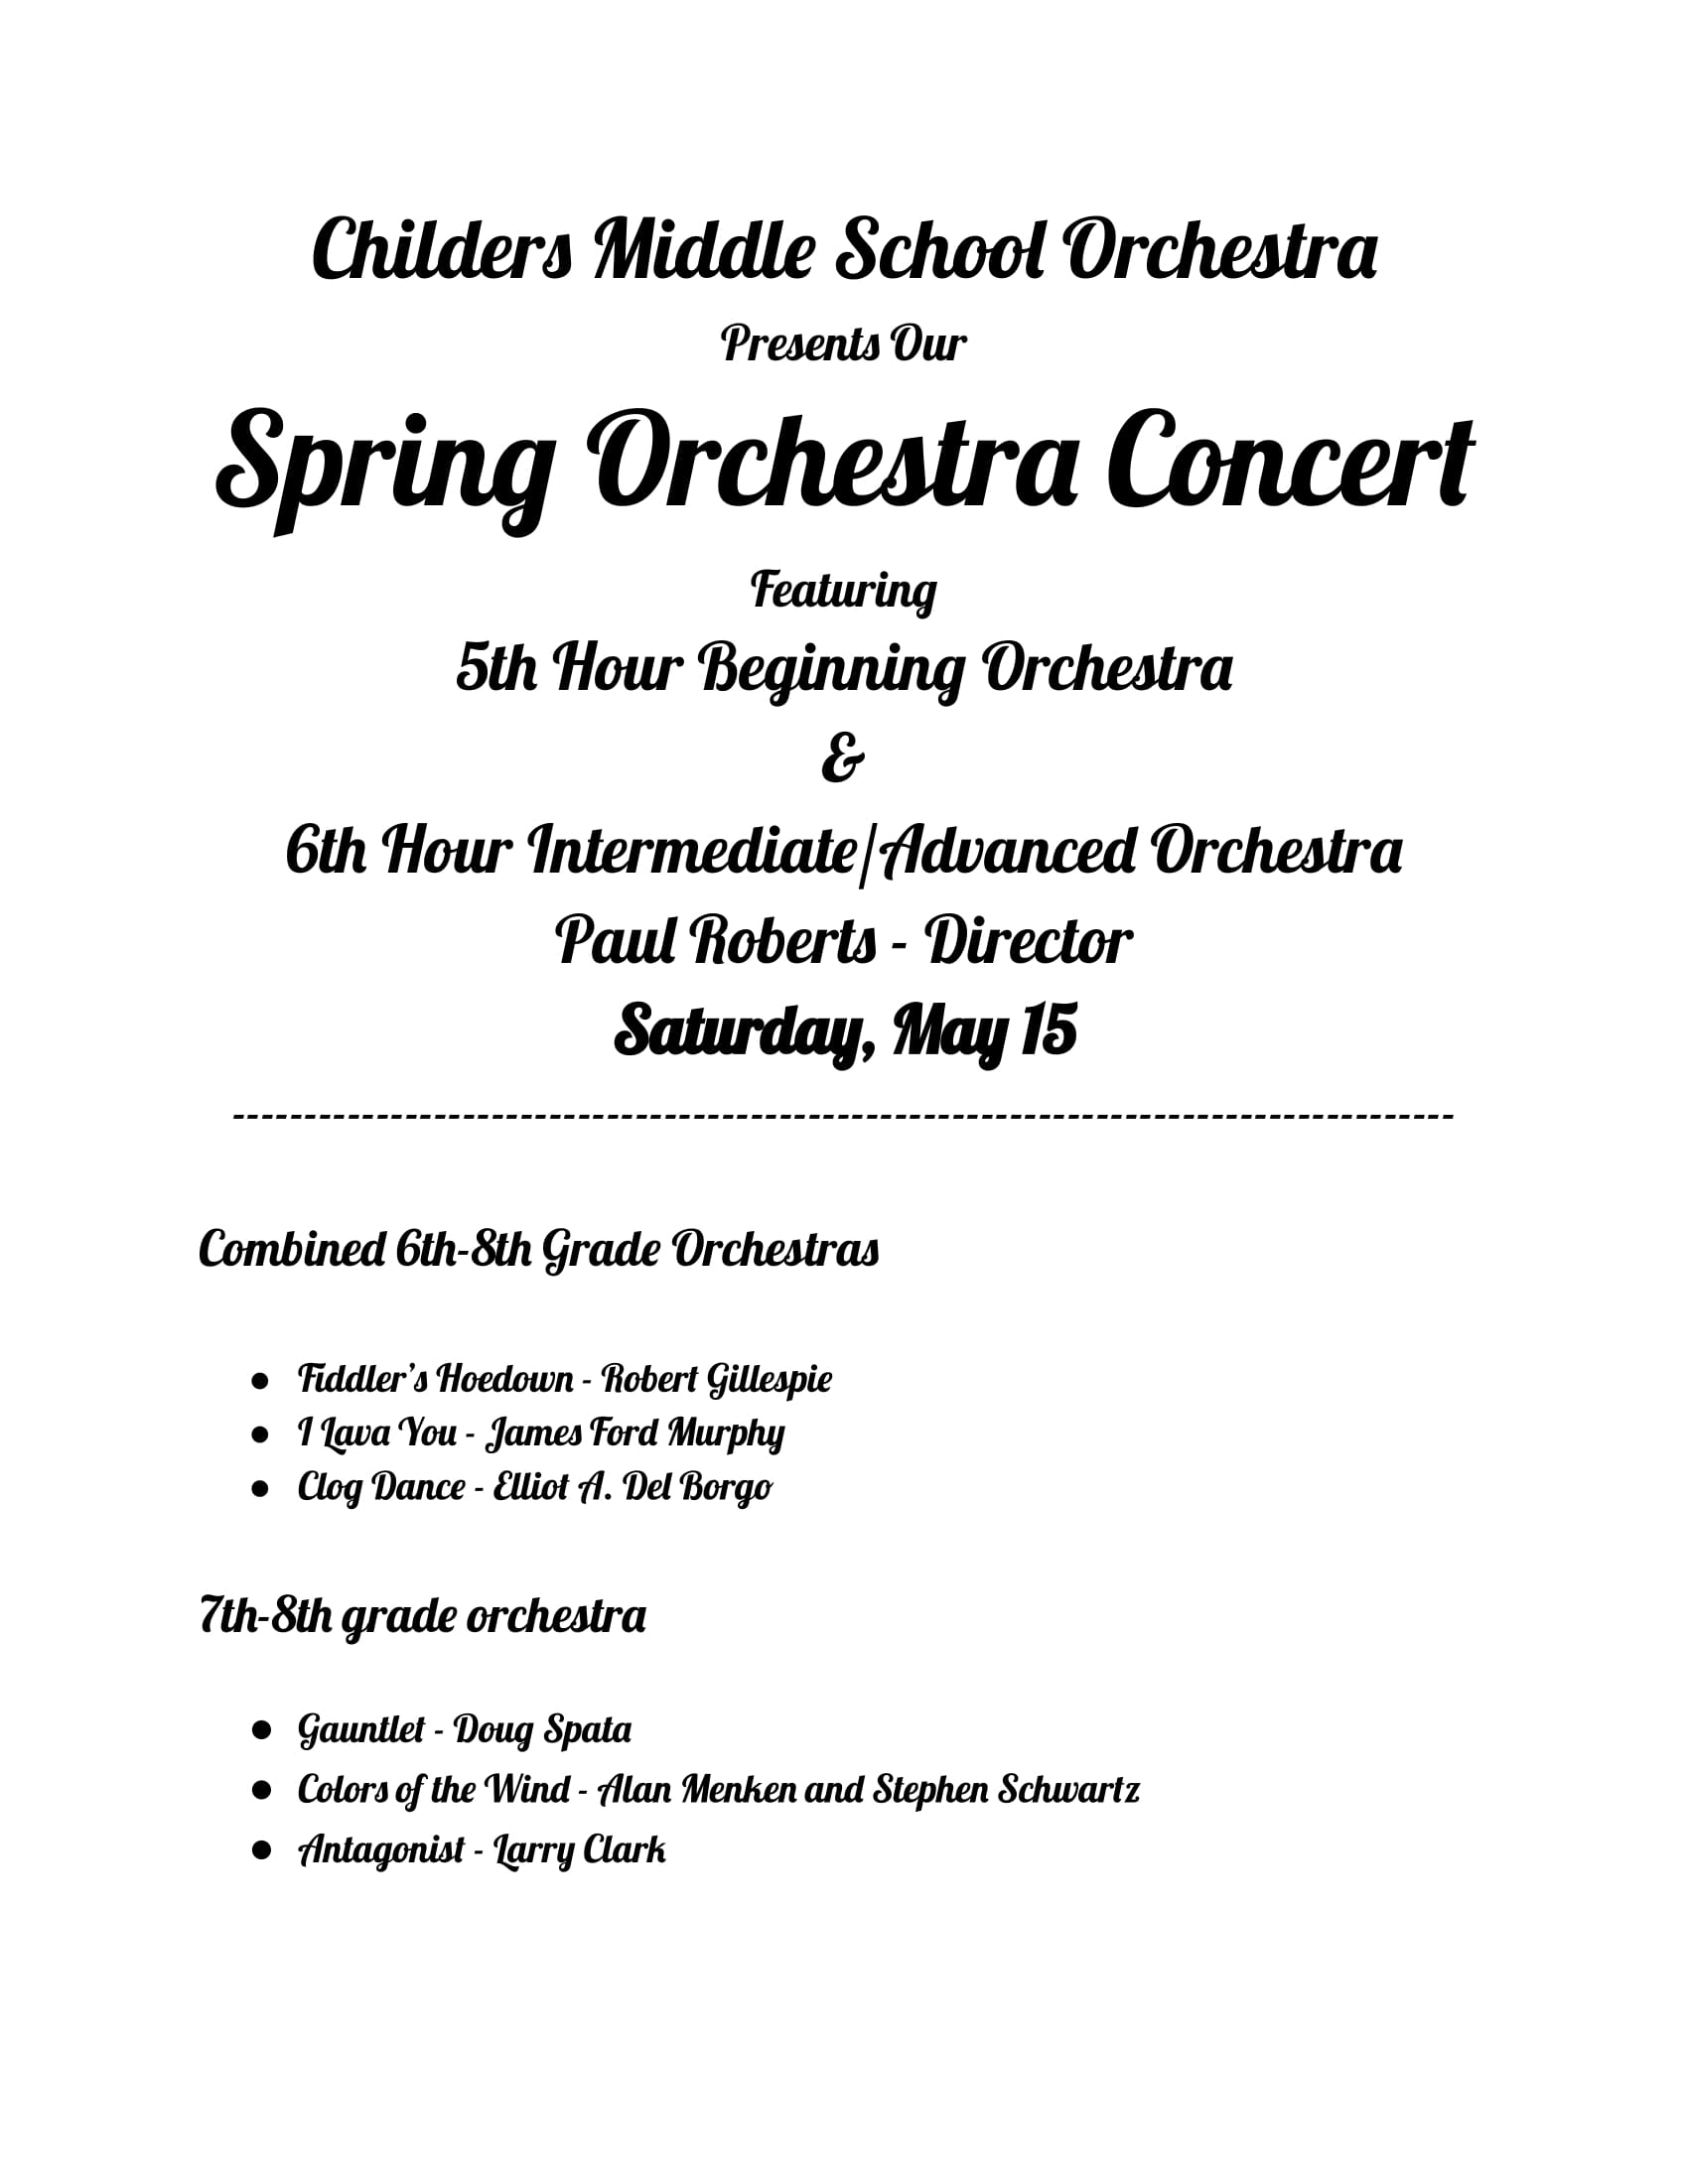 Childers Middle School Orchestra
Presents Our
Spring Orchestra Concert
Featuring
5th Hour Beginning Orchestra
&
6th Hour Intermediate/Advanced Orchestra
Paul Roberts - Director
Saturday, May 15
-------------------------------------------------------------------------------------
Combined 6th-8th Grade Orchestras
● Fiddler’s Hoedown - Robert Gillespie
● I Lava You - James Ford Murphy
● Clog Dance - Elliot A. Del Borgo
7th-8th grade orchestra
● Gauntlet - Doug Spata
● Colors of the Wind - Alan Menken and Stephen Schwartz
● Antagonist - Larry Clark